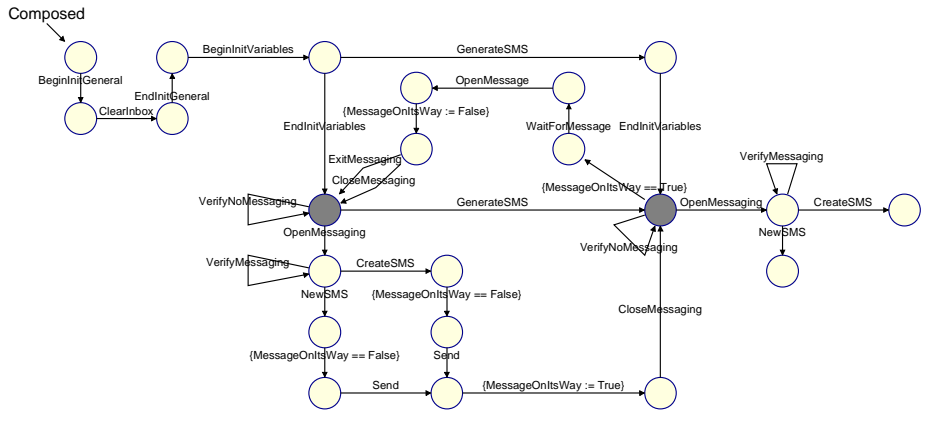 Composed
BeginInitVariables
GenerateSMS
BeginInitGeneral
OpenMessage
EndInitGeneral
ClearInbox
{MessageOnItsWay := False}
EndInitVariables
WaitForMessage
EndInitVariables
ExitMessaging
VerifyMessaging
CloseMessaging
{MessageOnItsWay == True}
VerifyNoMessaging
GenerateSMS
OpenMessaging
CreateSMS
OpenMessaging
NewSMS
VerifyNoMessaging
VerifyMessaging
CreateSMS
NewSMS
{MessageOnItsWay == False}
CloseMessaging
{MessageOnItsWay == False}
Send
Send
{MessageOnItsWay := True}